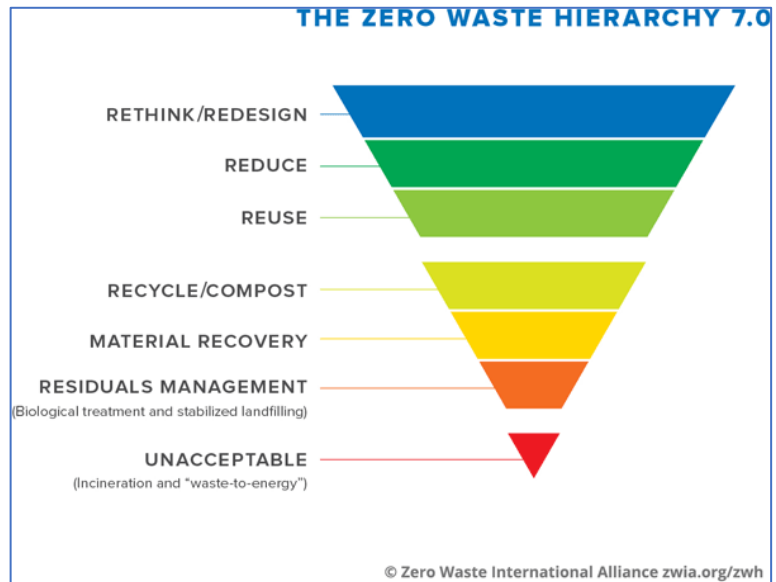 THE ZERO WASTE HIERARCHY 7.0
RETHINK/REDESIGN
REDUCE
REUSE
RECYCLE/COMPOST
MATERIAL RECOVERY
RESIDUALS MANAGEMENT
(Biological treatment and stabilized landfilling)
UNACCEPTABLE
(Incineration and “waste-to-energy”)
© Zero Waste International Alliance zwia.org/zwh